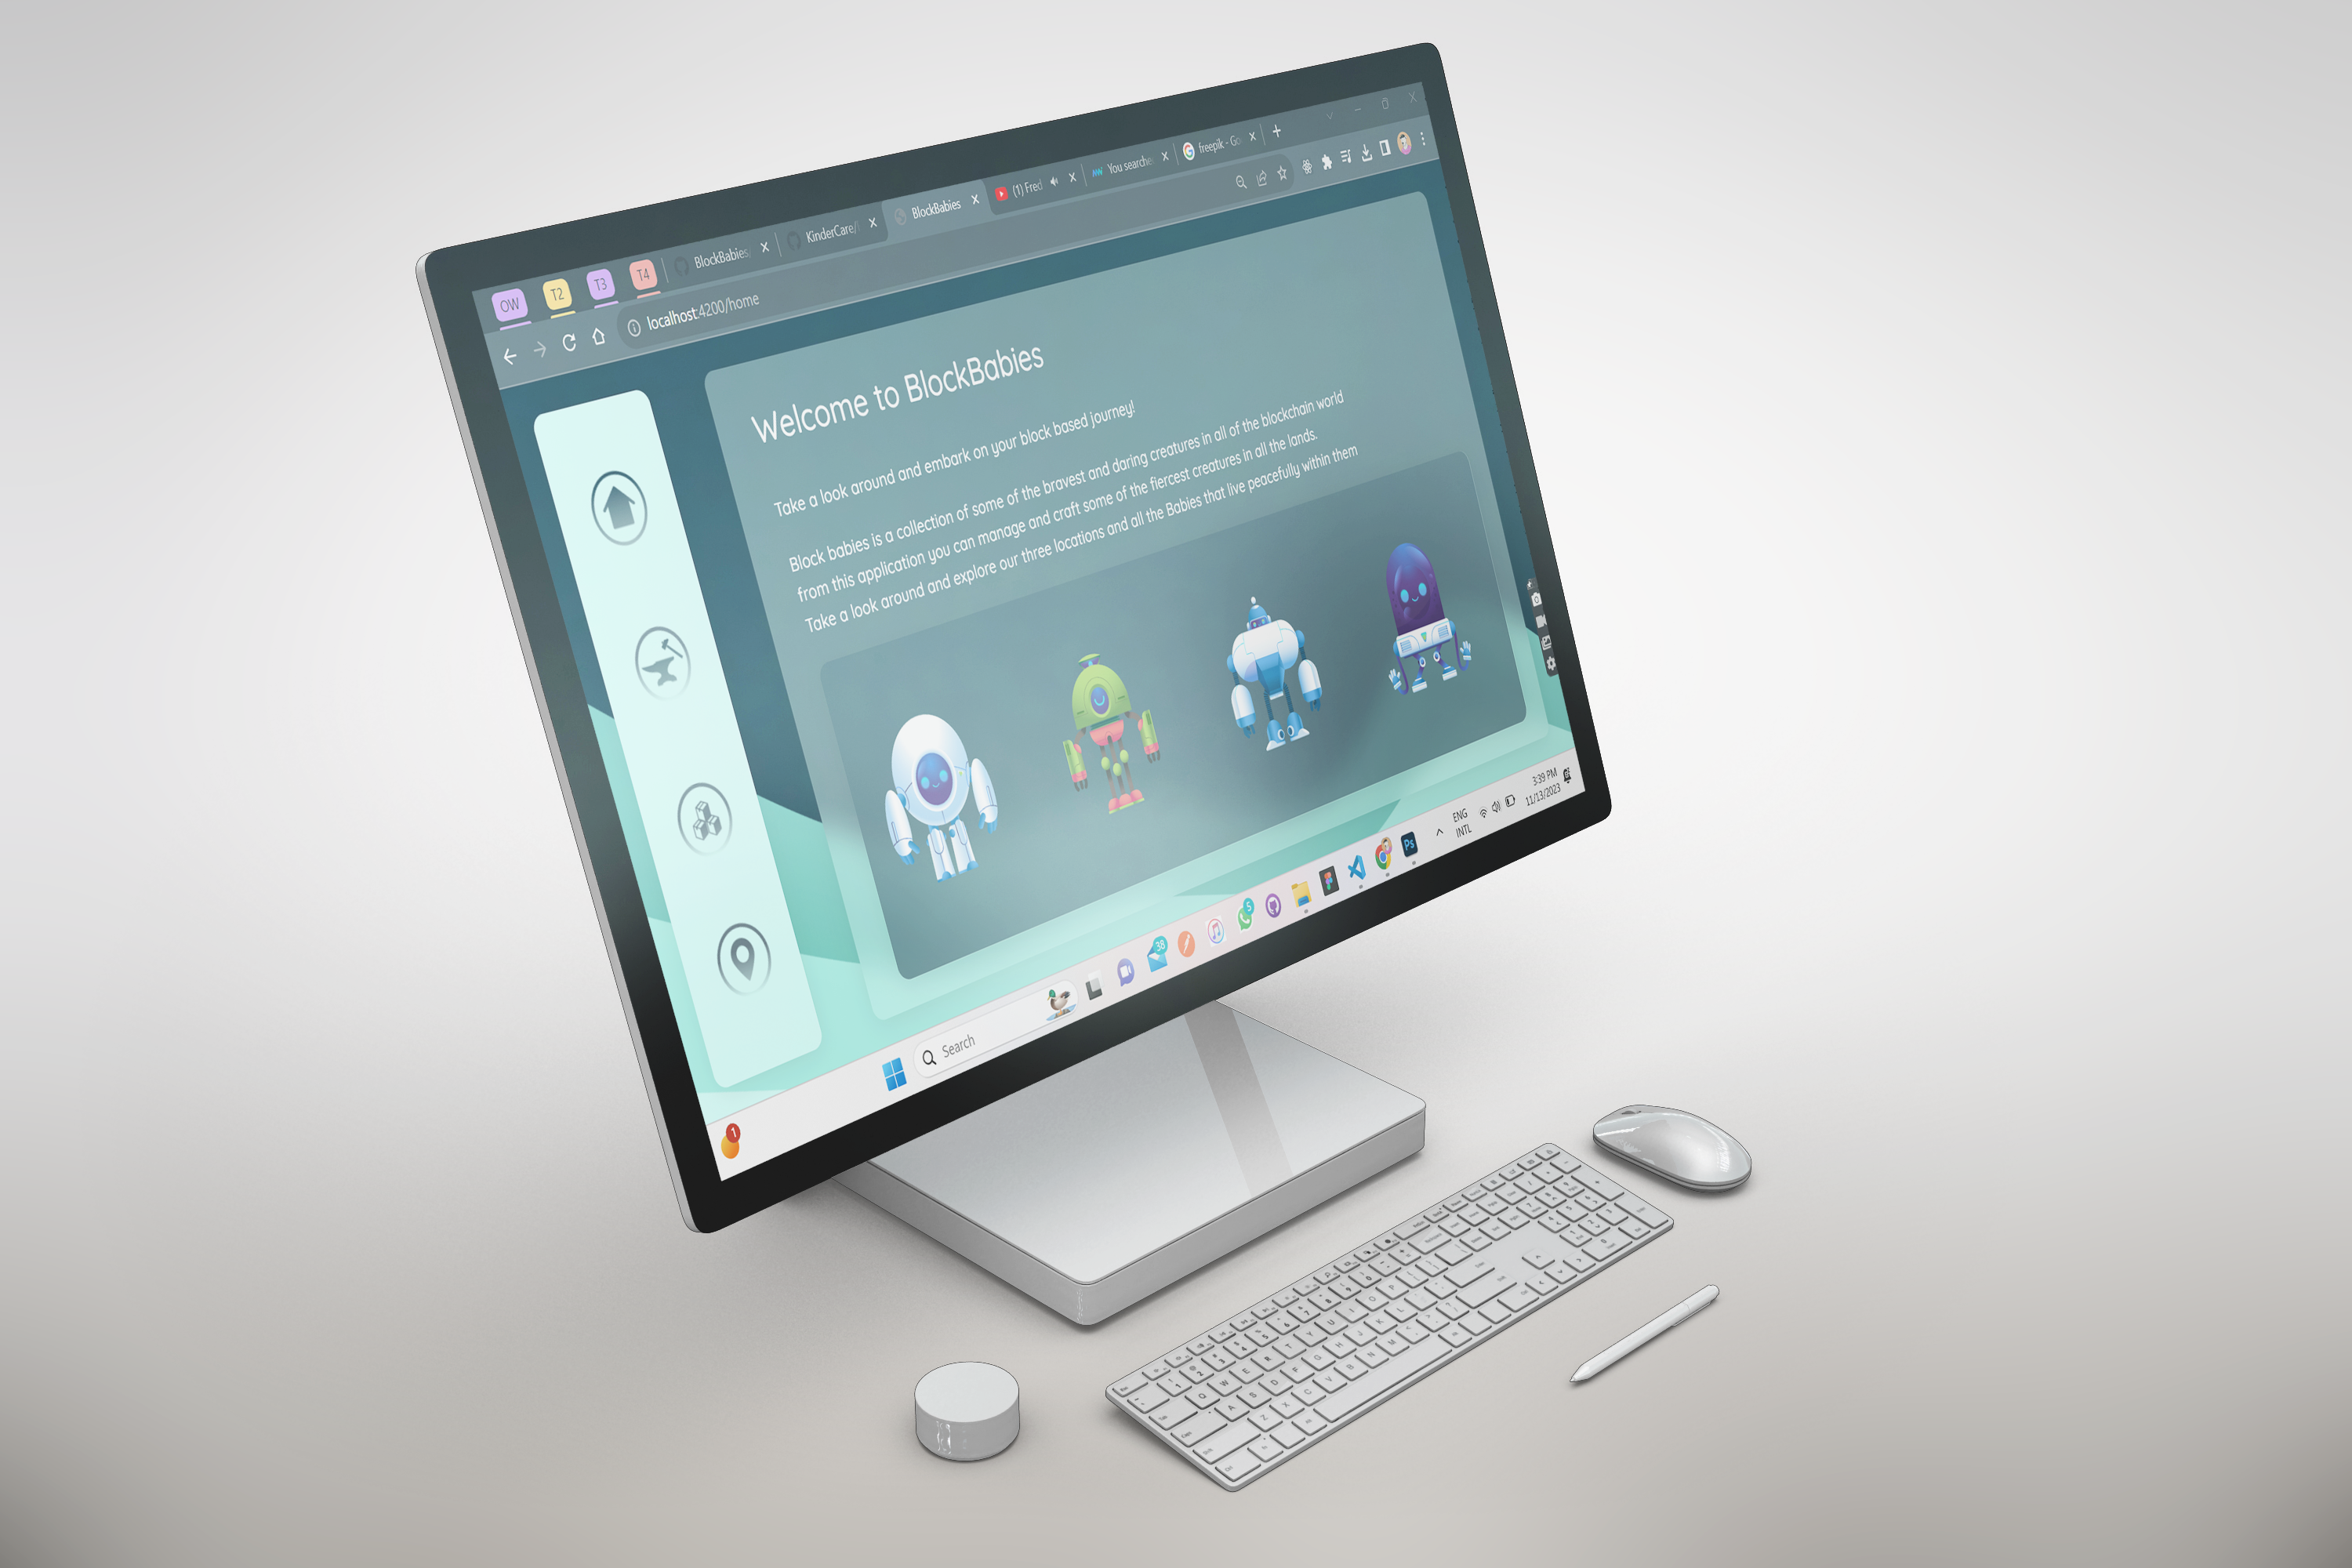 OW
T2
T3
T4
BlockBabies
KinderCare/
BlockBabies
(1) Fred
You searche
freepik - Go
localhost:4200/home
Welcome to BlockBabies
Take a look around and embark on your block based journey!
Block babies is a collection of some of the bravest and daring creatures in all of the blockchain world
from this application you can manage and craft some of the fiercest creatures in all the lands.
Take a look around and explore our three locations and all the Babies that live peacefully within them
1
Search
38
5
Ps
ENG
INTL
3:39 PM
11/13/2023